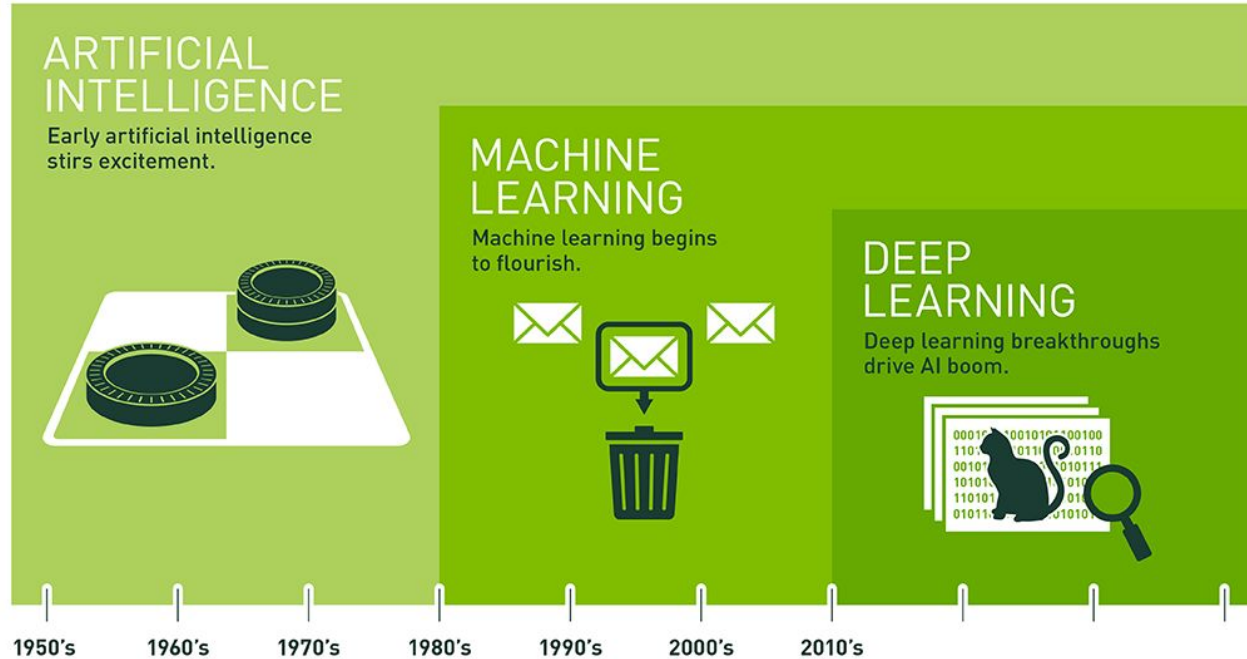 ARTIFICIAL
INTELLIGENCE
Early artificial intelligence
stirs excitement.
MACHINE
LEARNING
Machine learning begins
to flourish.
DEEP
LEARNING
Deep learning breakthroughs
drive AI boom.
1950's 1960's 1970's 1980's 1990's 2000's 2010's